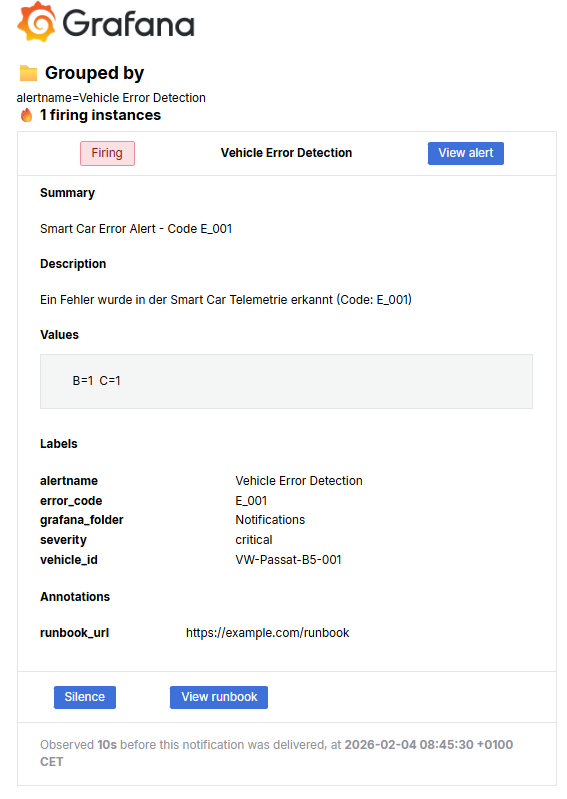 Grafana
📁 Grouped by
alertname=Vehicle Error Detection
🔥 1 firing instances
Firing Vehicle Error Detection View alert
Summary
Smart Car Error Alert - Code E_001
Description
Ein Fehler wurde in der Smart Car Telemetrie erkannt (Code: E_001)
Values
B=1 C=1
Labels
alertname Vehicle Error Detection
error_code E_001
grafana_folder Notifications
severity critical
vehicle_id VW-Passat-B5-001
Annotations
runbook_url https://example.com/runbook
Silence View runbook
Observed 10s before this notification was delivered, at 2026-02-04 08:45:30 +0100
CET